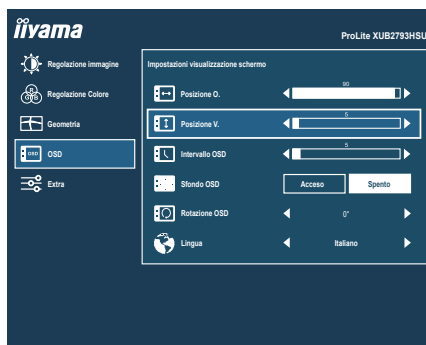 iiyama
ProLite XUB2793HSU
Regolazione immagine
Regolazione Colore
Geometria
OSD
Extra
Impostazioni visualizzazione schermo
Posizione O. 90
Posizione V. 5
Intervallo OSD 5
Sfondo OSD Acceso Spento
Rotazione OSD 0°
Lingua Italiano